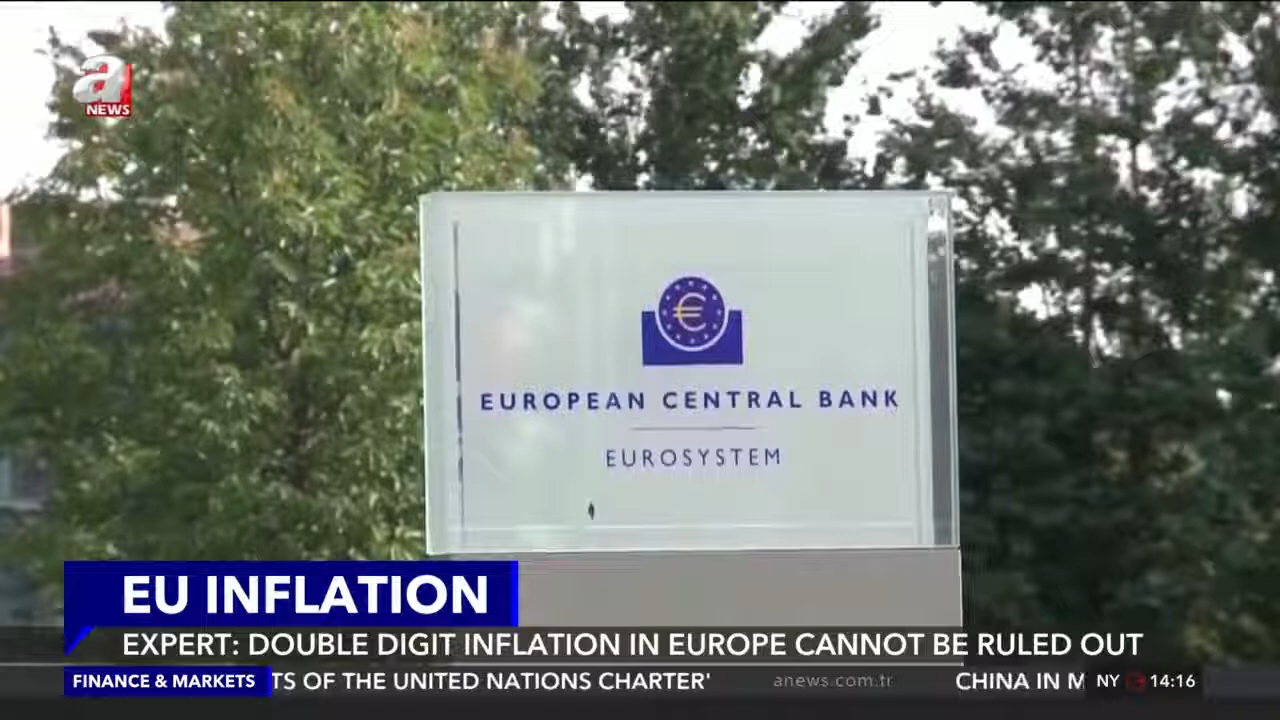 a
NEWS
€
EUROPEAN CENTRAL BANK
EUROSYSTEM
EU INFLATION
EXPERT: DOUBLE DIGIT INFLATION IN EUROPE CANNOT BE RULED OUT
FINANCE & MARKETS
TS OF THE UNITED NATIONS CHARTER'
anews.com.tr
CHINA IN M
NY 14:16